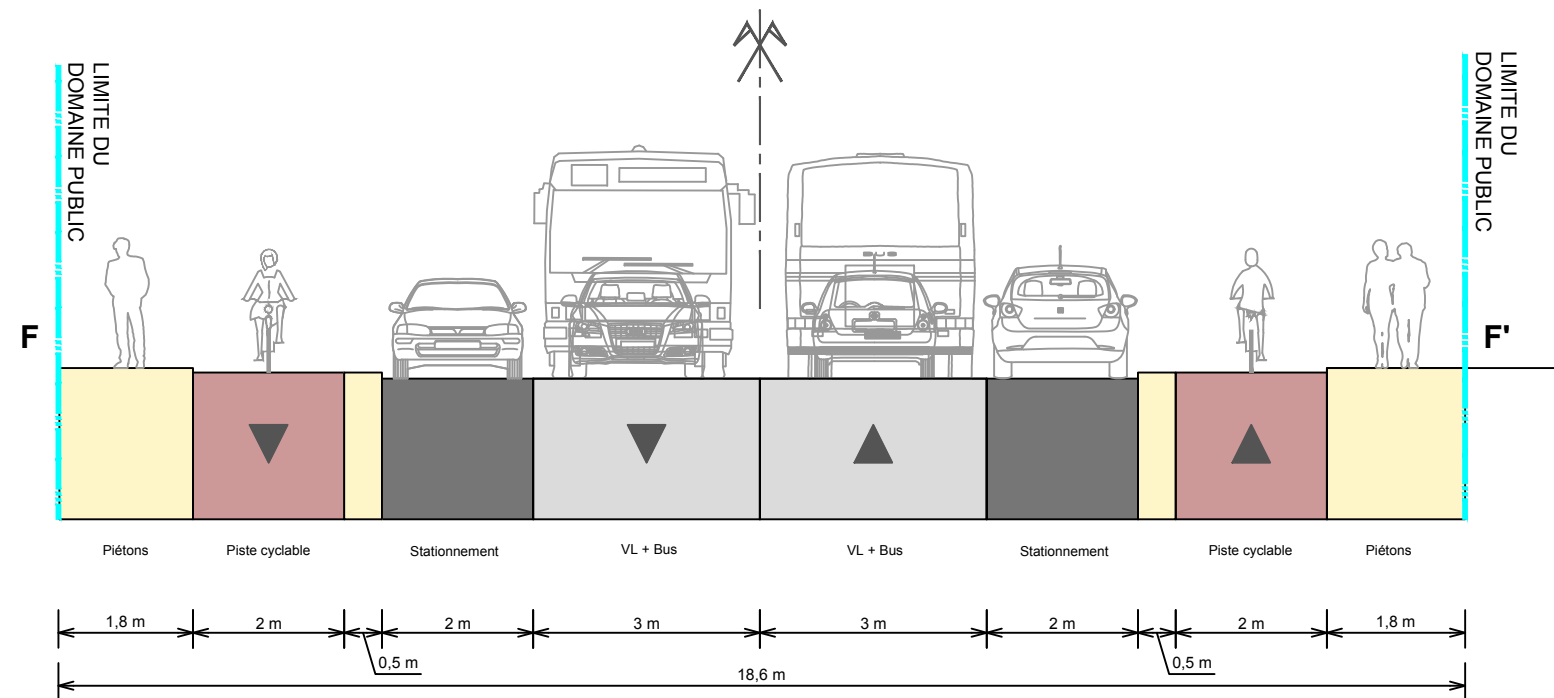 LIMITE DU
DOMAINE PUBLIC
LIMITE DU
DOMAINE PUBLIC
F
F'
Piétons
Piste cyclable
Stationnement
VL + Bus
VL + Bus
Stationnement
Piste cyclable
Piétons
1,8 m
2 m
2 m
3 m
3 m
2 m
2 m
1,8 m
0,5 m
0,5 m
18,6 m